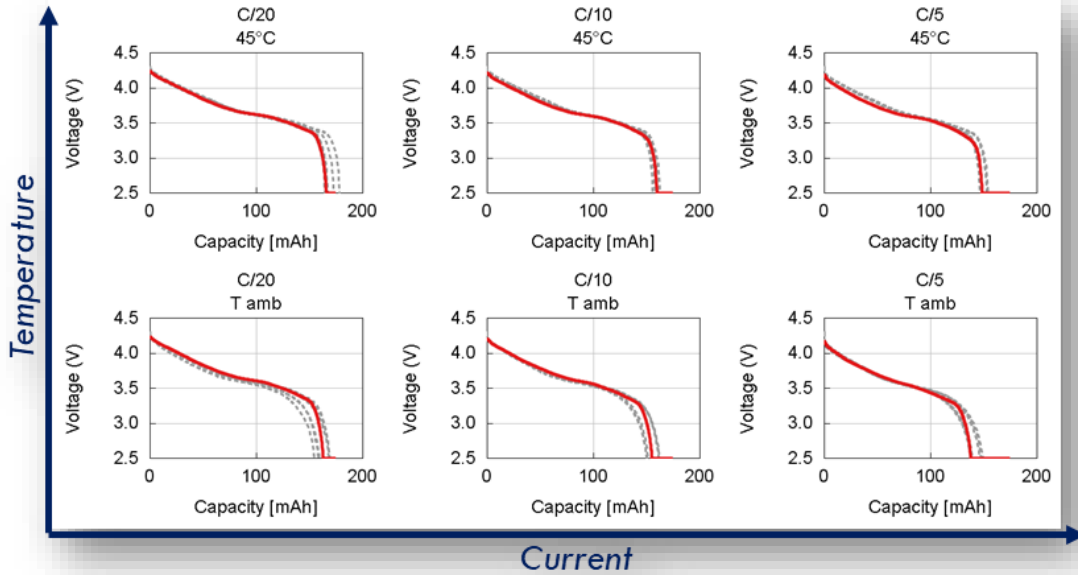 Temperature
C/20
45°C
4.5
4.0
3.5
3.0
2.5
Voltage (V)
0
100
200
Capacity [mAh]
C/10
45°C
4.5
4.0
3.5
3.0
2.5
Voltage (V)
0
100
200
Capacity [mAh]
C/5
45°C
4.5
4.0
3.5
3.0
2.5
Voltage (V)
0
100
200
Capacity [mAh]
C/20
T amb
4.5
4.0
3.5
3.0
2.5
Voltage (V)
0
100
200
Capacity [mAh]
C/10
T amb
4.5
4.0
3.5
3.0
2.5
Voltage (V)
0
100
200
Capacity [mAh]
C/5
T amb
4.5
4.0
3.5
3.0
2.5
Voltage (V)
0
100
200
Capacity [mAh]
Current